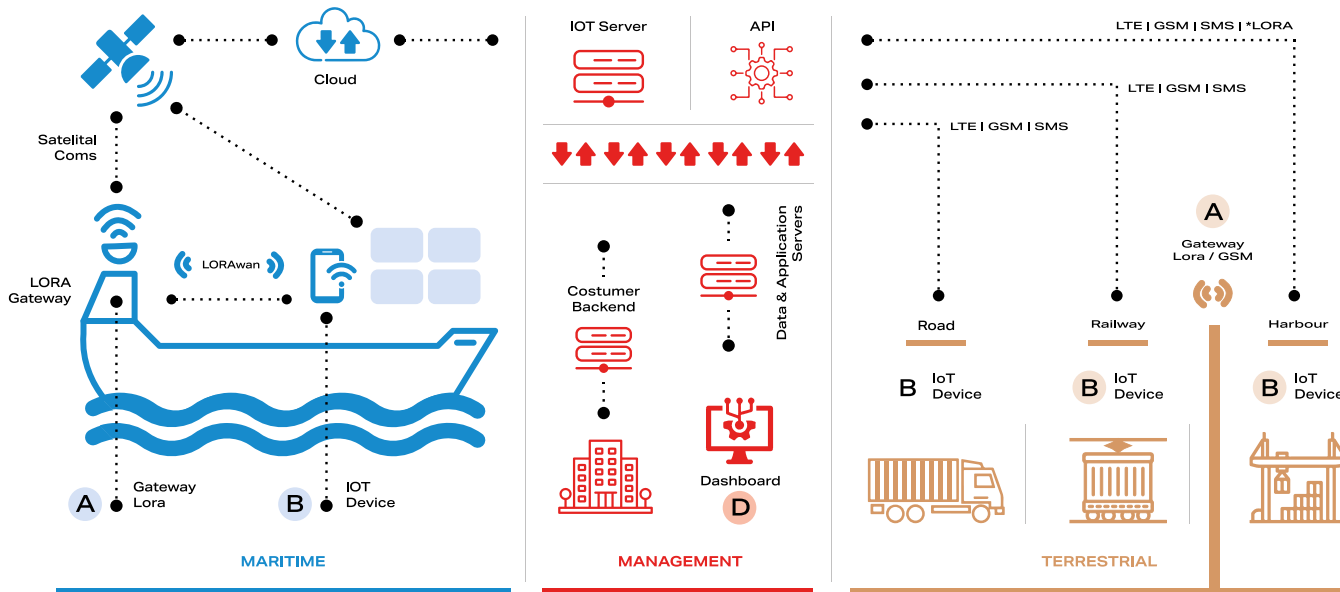 Cloud
Satelital
Coms
LORA
Gateway
LORAwan
A
Gateway
Lora
B
IOT
Device
MARITIME
IOT Server
API
Costumer
Backend
Data & Application
Servers
Dashboard
D
MANAGEMENT
LTE | GSM | SMS | *LORA
LTE | GSM | SMS
LTE | GSM | SMS
A
Gateway
Lora / GSM
Road
Railway
Harbour
B
IoT
Device
B
IoT
Device
B
IoT
Device
TERRESTRIAL